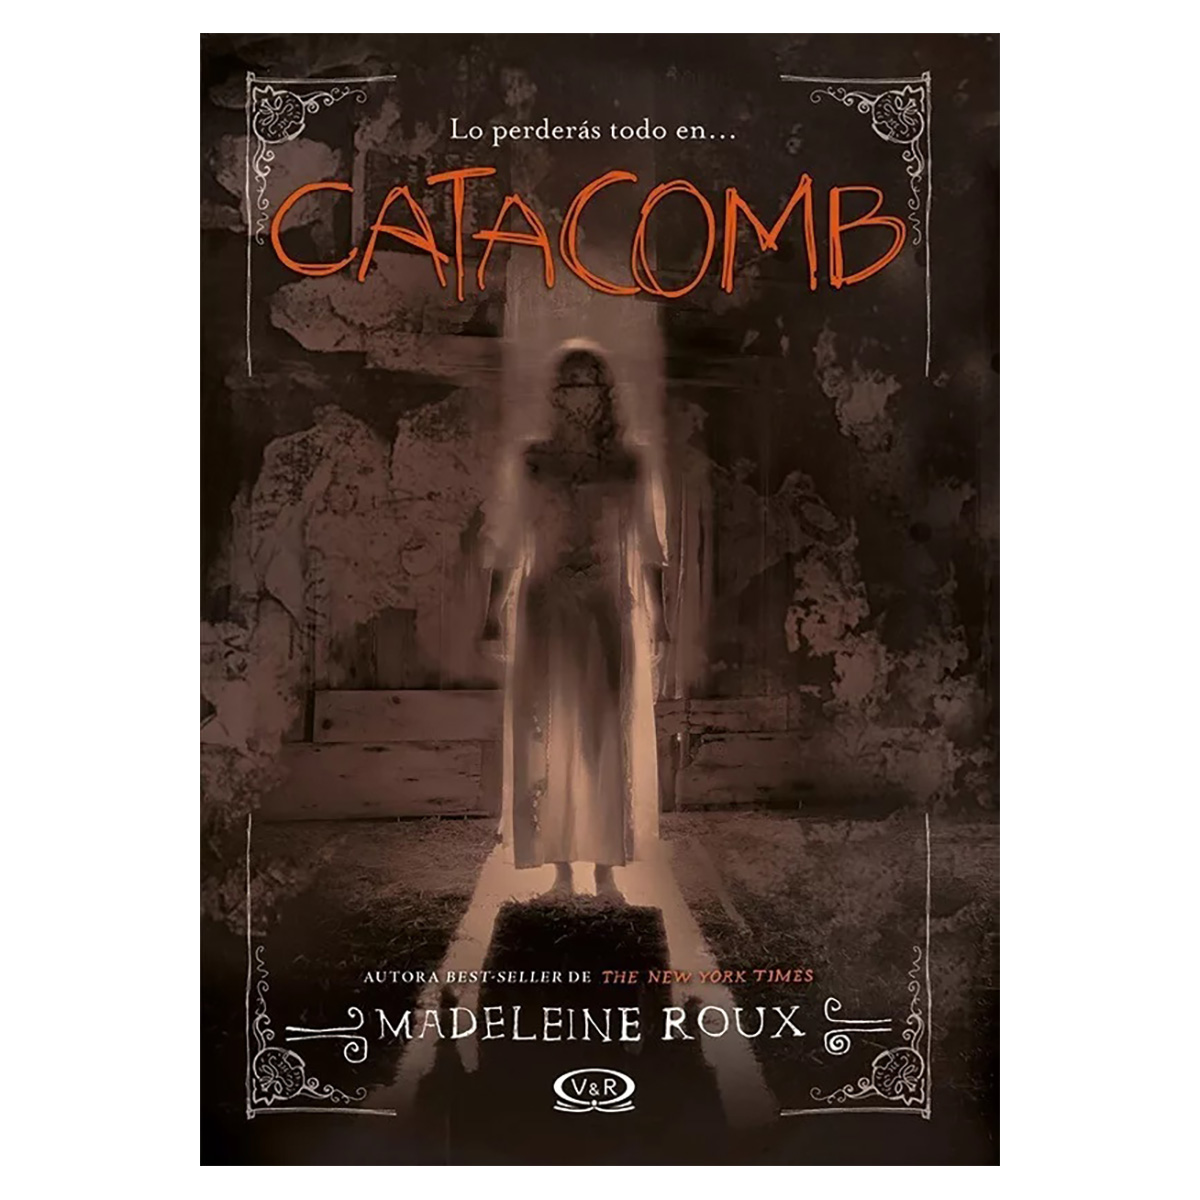 Lo perderás todo en...
CATACOMB
AUTORA BEST-SELLER DE THE NEW YORK TIMES
MADELEINE ROUX
V&R